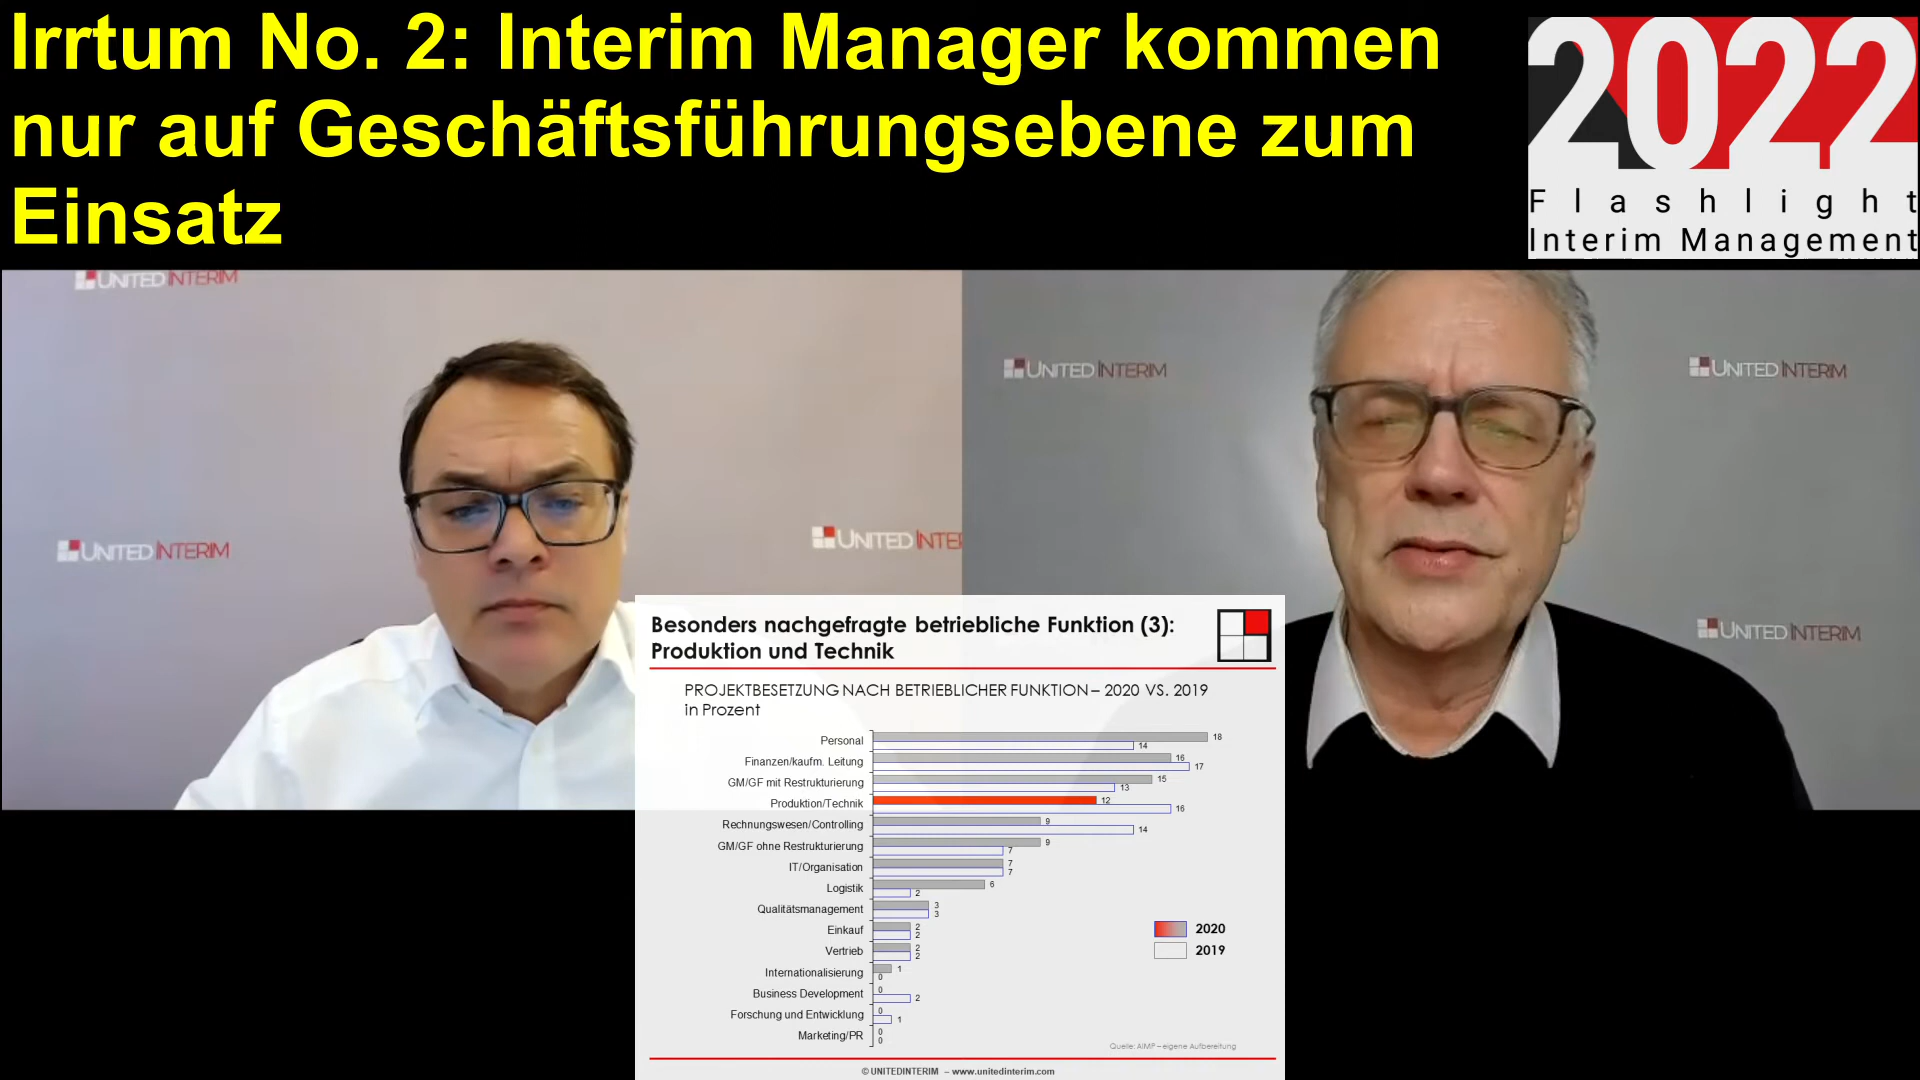 Irrtum No. 2: Interim Manager kommen
nur auf Geschäftsführungsebene zum
Einsatz
2022
Flashlight
Interim Management
UNITED INTERIM
UNITED INTERIM
UNITED INTE
UNITED INTERIM
UNITED INTERIM
UNITED INTERIM
Besonders nachgefragte betriebliche Funktion (3):
Produktion und Technik
PROJEKTBESETZUNG NACH BETRIEBLICHER FUNKTION – 2020 VS. 2019
in Prozent
Personal 18
14
Finanzen/kaufm. Leitung 16
17
GM/GF mit Restrukturierung 15
13
Produktion/Technik 12
16
Rechnungswesen/Controlling 9
14
GM/GF ohne Restrukturierung 9
7
IT/Organisation 7
7
Logistik 6
2
Qualitätsmanagement 3
3
Einkauf 2
2
Vertrieb 2
2
Internationalisierung 1
0
Business Development 0
2
Forschung und Entwicklung 0
1
Marketing/PR 0
0
2020
2019
Quelle: AIMP – eigene Aufbereitung
© UNITEDINTERIM – www.unitedinterim.com